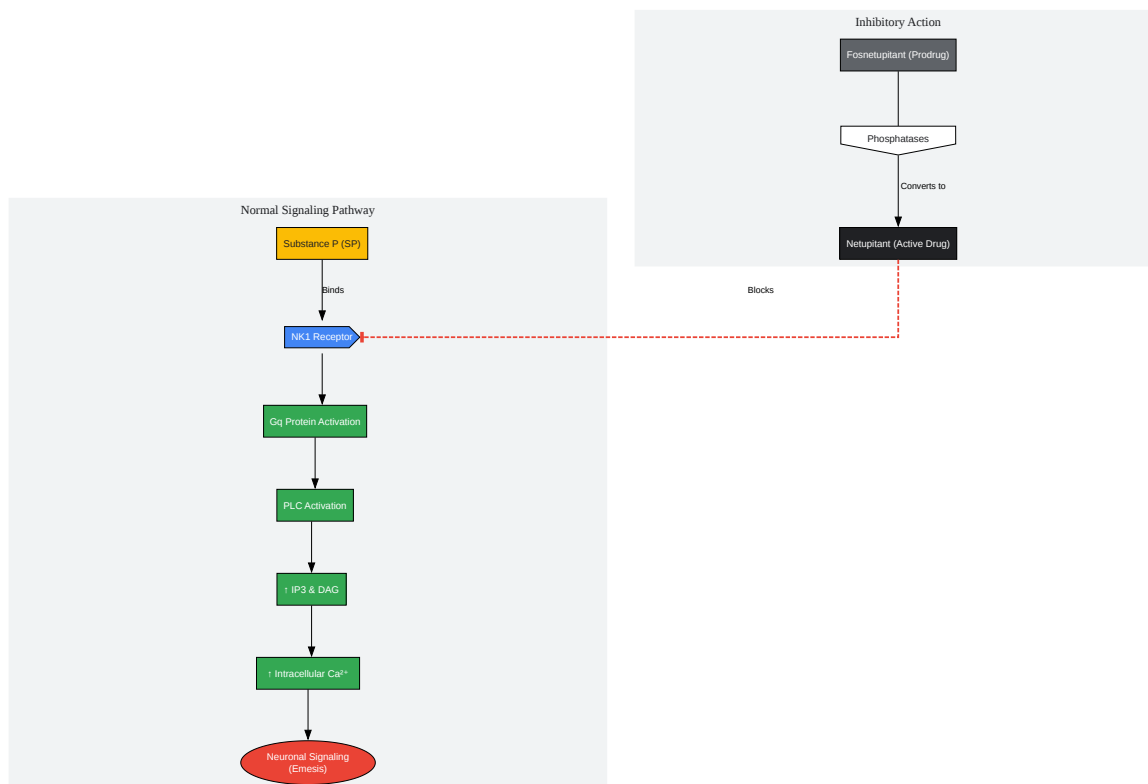 Inhibitory Action
Fosnetupitant (Prodrug)
Phosphatases
Converts to
Netupitant (Active Drug)
Blocks
Normal Signaling Pathway
Substance P (SP)
Binds
NK1 Receptor
Gq Protein Activation
PLC Activation
↑ IP3 & DAG
↑ Intracellular Ca²⁺
Neuronal Signaling
(Emesis)